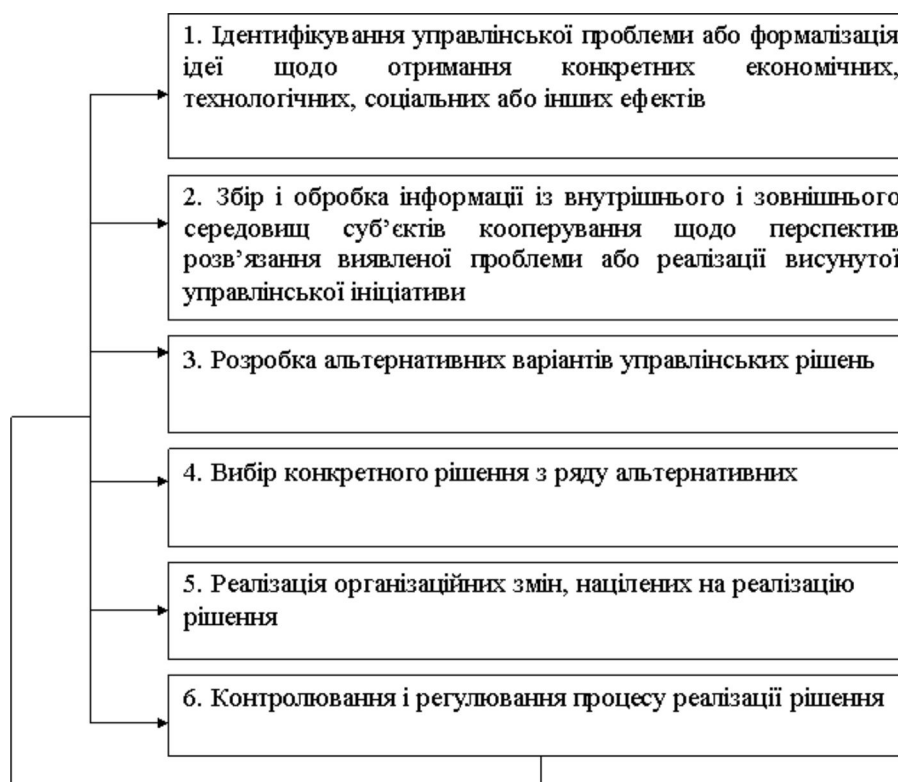 1. Ідентифікування управлінської проблеми або формалізація
ідеї щодо отримання конкретних економічних,
технологічних, соціальних або інших ефектів
2. Збір і обробка інформації із внутрішнього і зовнішнього
середовищ суб’єктів кооперування щодо перспектив
розв’язання виявленої проблеми або реалізації висунутої
управлінської ініціативи
3. Розробка альтернативних варіантів управлінських рішень
4. Вибір конкретного рішення з ряду альтернативних
5. Реалізація організаційних змін, націлених на реалізацію
рішення
6. Контролювання і регулювання процесу реалізації рішення